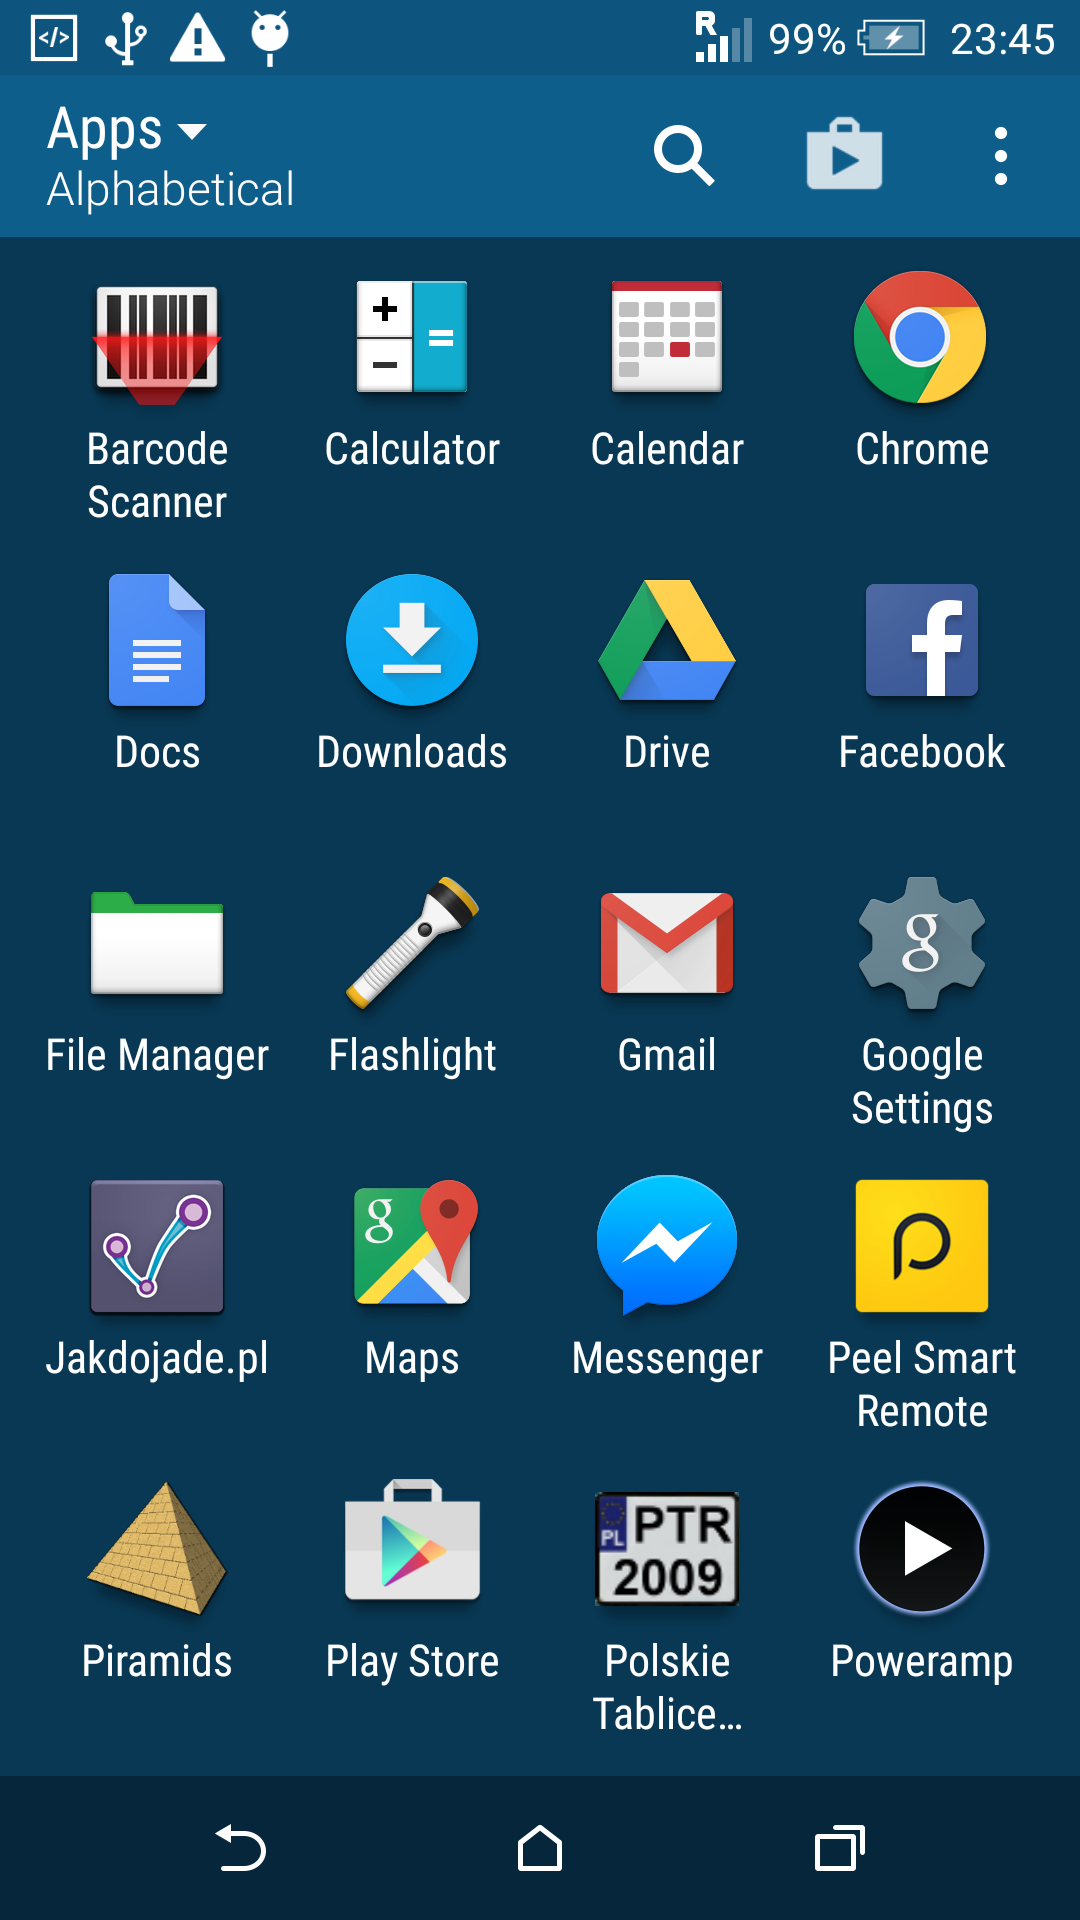 </> R 99% 23:45
Apps
Alphabetical
Barcode Scanner
Calculator
Calendar
Chrome
Docs
Downloads
Drive
Facebook
File Manager
Flashlight
Gmail
g
Google Settings
g
Jakdojade.pl
Maps
Messenger
Peel Smart Remote
PL PTR
2009
Piramids
Play Store
Polskie Tablice…
Poweramp